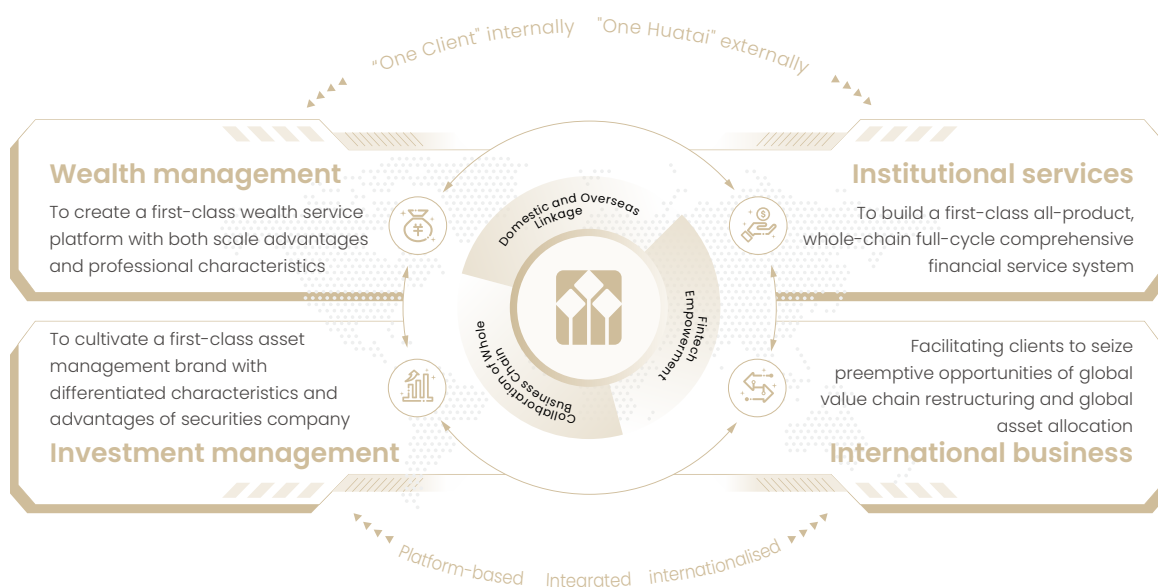 “One Client" internally "One Huatai" externally
Wealth management
To create a first-class wealth service
platform with both scale advantages
and professional characteristics
Institutional services
To build a first-class all-product,
whole-chain full-cycle comprehensive
financial service system
Domestic and Overseas
Linkage
Fintech
Empowerment
Collaboration of Whole
Business Chain
¥
$
To cultivate a first-class asset
management brand with
differentiated characteristics and
advantages of securities company
Investment management
Facilitating clients to seize
preemptive opportunities of global
value chain restructuring and global
asset allocation
International business
Platform-based Integrated internationalised